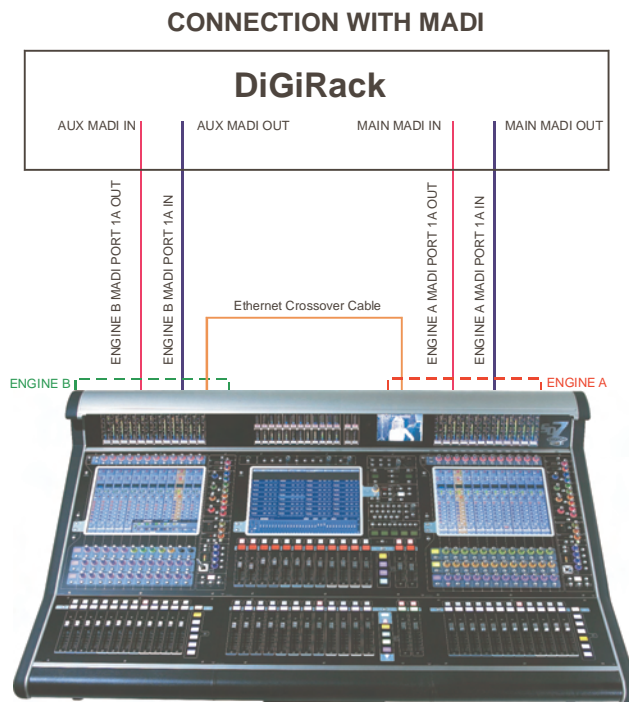 CONNECTION WITH MADI
DiGiRack
AUX MADI IN
AUX MADI OUT
MAIN MADI IN
MAIN MADI OUT
ENGINE B MADI PORT 1A OUT
ENGINE B MADI PORT 1A IN
ENGINE A MADI PORT 1A OUT
ENGINE A MADI PORT 1A IN
Ethernet Crossover Cable
ENGINE B
ENGINE A